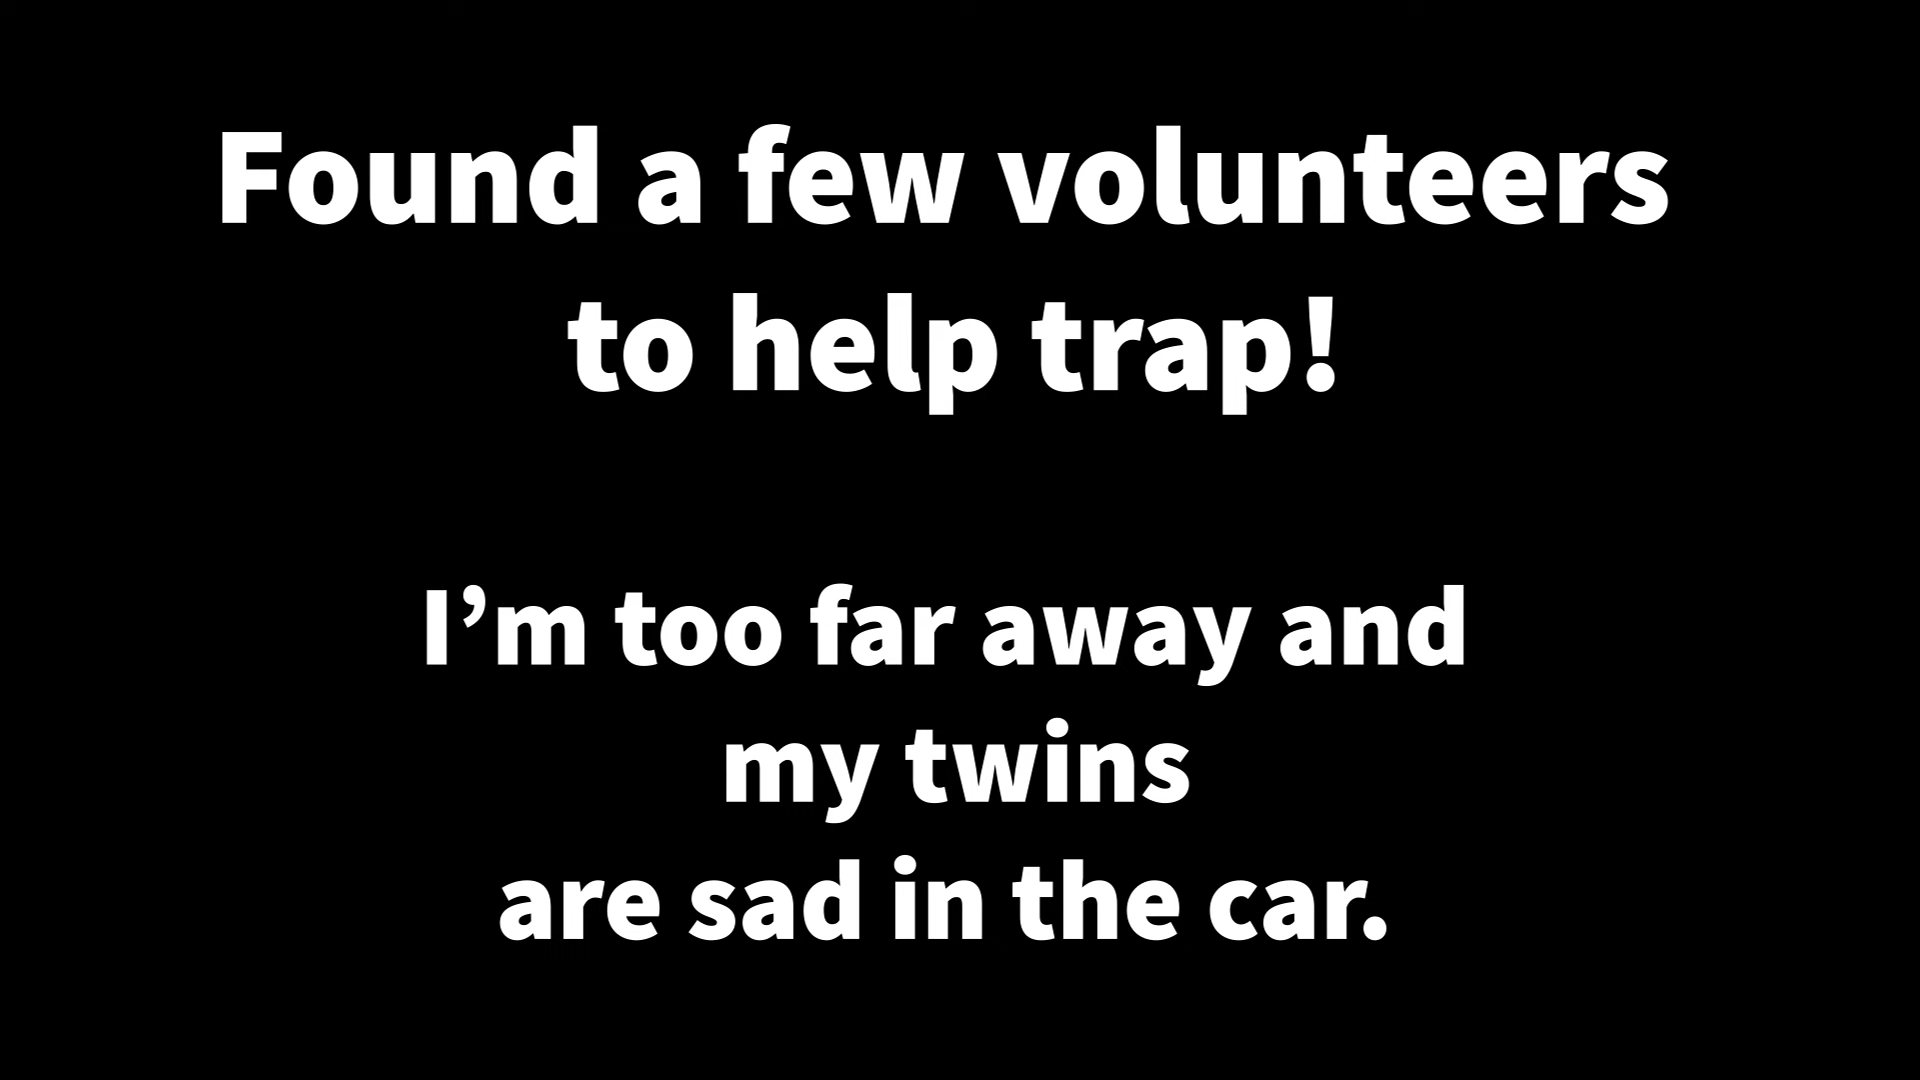 Found a few volunteers
to help trap!
I’m too far away and
my twins
are sad in the car.